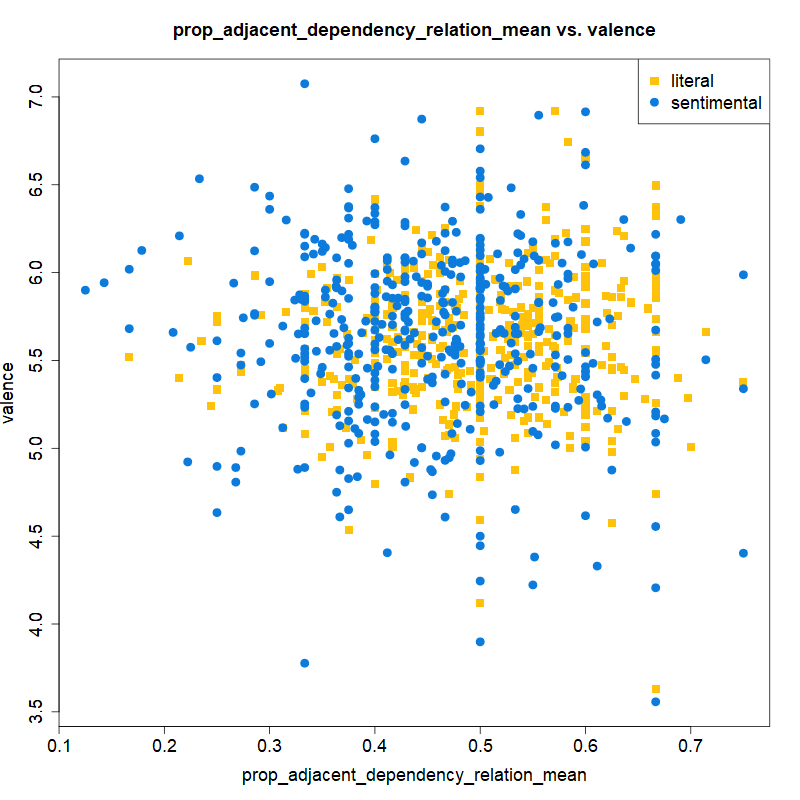 prop_adjacent_dependency_relation_mean vs. valence
literal
sentimental
7.0
6.5
6.0
5.5
5.0
4.5
4.0
3.5
valence
0.1 0.2 0.3 0.4 0.5 0.6 0.7
prop_adjacent_dependency_relation_mean